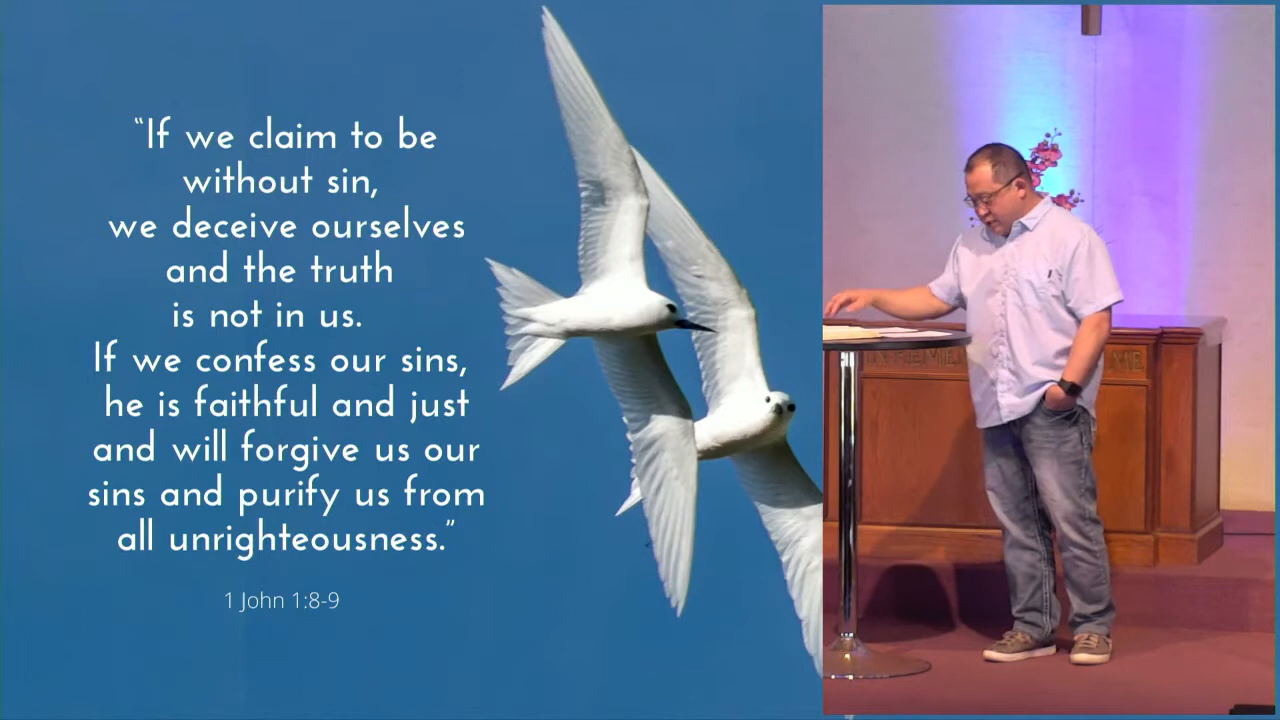 “If we claim to be
without sin,
we deceive ourselves
and the truth
is not in us.
If we confess our sins,
he is faithful and just
and will forgive us our
sins and purify us from
all unrighteousness.”
1 John 1:8-9
ME